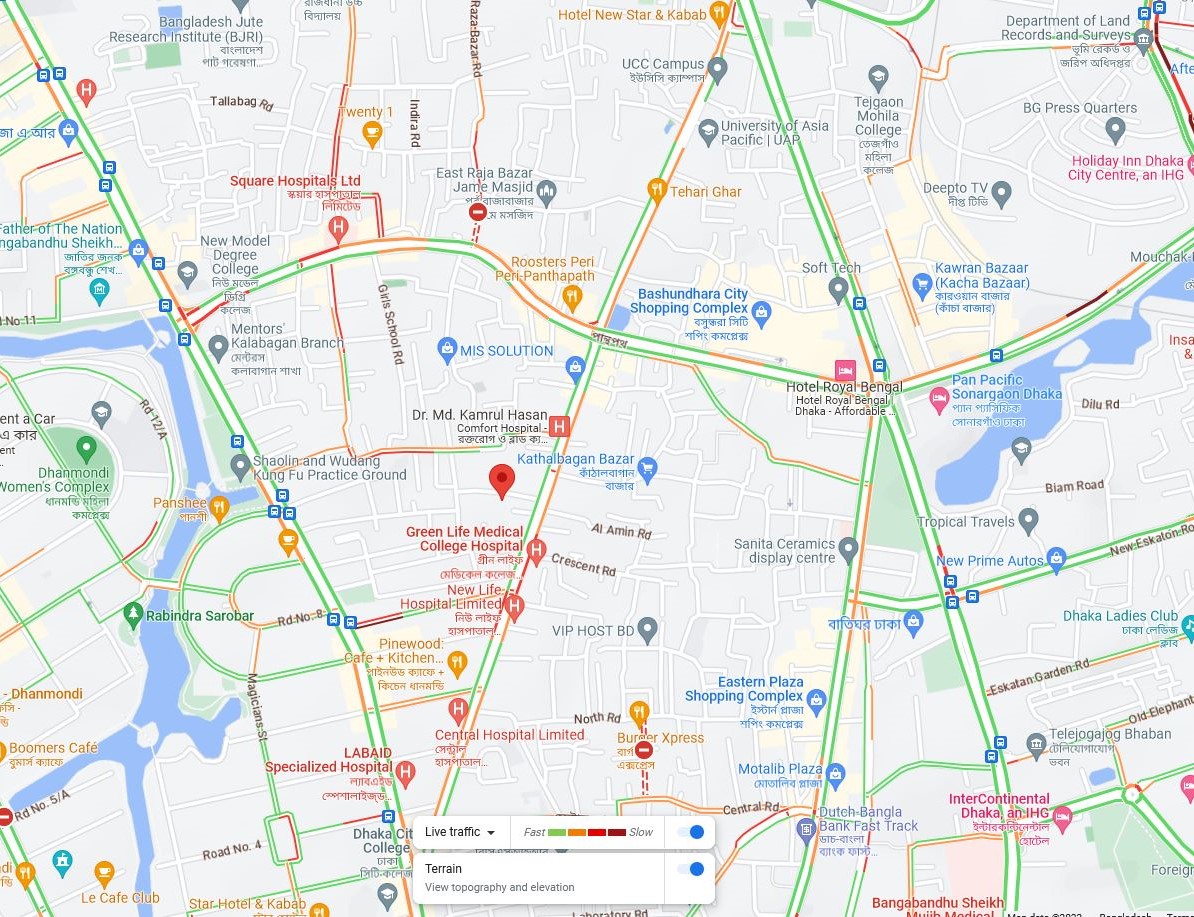 Bangladesh Jute
Research Institute (BJRI)
বাংলাদেশ
পাট গবেষণা...
বিদ্যালয়
Raza Bazar Rd
Hotel New Star & Kabab
UCC Campus
ইউসিসি ক্যাম্পাস
Department of Land
Records and Surveys
ভূমি রেকর্ড ও
জরিপ অধিদপ্তর
Tallabag Rd
Indira Rd
Twenty 1
University of Asia
Pacific | UAP
Tejgaon
Mohila
College
তেজগাঁও
মহিলা
কলেজ
BG Press Quarters
Holiday Inn Dhaka
City Centre, an IHG
জা এ আর
Square Hospitals Ltd
স্কয়ার হাসপাতাল
লিমিটেড
East Raja Bazar
Jame Masjid
Tehari Ghar
Deepto TV
দীপ্ত টিভি
Father of The Nation
ngabandhu Sheikh...
জাতির জনক
বঙ্গবন্ধু শেখ...
New Model
Degree
College
নিউ মডেল
ডিগ্রি
কলেজ
Roosters Peri
Peri-Panthapath
Soft Tech
Kawran Bazaar
(Kacha Bazaar)
কারওয়ান বাজার
(কাঁচা বাজার)
Mouchak-
Bashundhara City
Shopping Complex
বসুন্ধরা সিটি
শপিং কমপ্লেক্স
d No 11
Girls School Rd
Mentors'
Kalabagan Branch
মেন্টরস
কলাবাগান শাখা
MIS SOLUTION
পান্থপথ
Insa
&
Hotel Royal Bengal
Hotel Royal Bengal
Dhaka - Affordable ...
Pan Pacific
Sonargaon Dhaka
প্যান প্যাসিফিক
সোনারগাঁও ঢাকা
Dilu Rd
ent a Car
এ কার
Rd-12/A
Dr. Md. Kamrul Hasan
Comfort Hospital -
রক্তরোগ ও ব্লাড ক্য...
Kathalbagan Bazar
কাঁঠালবাগান
বাজার
Shaolin and Wudang
Kung Fu Practice Ground
Dhanmondi
Women's Complex
ধানমন্ডি মহিলা
কমপ্লেক্স
Panshee
পানশী
Biam Road
Al Amin Rd
Tropical Travels
Green Life Medical
College Hospital
গ্রীন লাইফ
মেডিকেল কলেজ...
Crescent Rd
Sanita Ceramics
display centre
New Prime Autos
New Eskaton Ro
New Life
Hospital Limited
নিউ লাইফ
হাসপাতাল...
Rabindra Sarobar
Rd No. 8
VIP HOST BD
বাতিঘর ঢাকা
Dhaka Ladies Club
ঢাকা লেডিজ
ক্লাব
Pinewood:
Cafe + Kitchen...
পাইনউড ক্যাফে +
কিচেন ধানমন্ডি
Eskatan Garden Rd
- Dhanmondi
Magicians St
Eastern Plaza
Shopping Complex
ইস্টার্ন প্লাজা
শপিং কমপ্লেক্স
Old Elephant
North Rd
Burger Xpress
বার্গার
এক্সপ্রেস
Central Hospital Limited
সেন্ট্রাল
হাসপাতাল...
Telejogajog Bhaban
টেলিযোগাযোগ
ভবন
Boomers Café
বুমার্স ক্যাফে
LABAID
Specialized Hospital
ল্যাবএইড
স্পেশালাইজড...
Motalib Plaza
মোতালিব প্লাজা
Rd No.5/A
Central Rd
InterContinental
Dhaka, an IHG
ইন্টারকন্টিনেন্টাল
হোটেল
Dutch-Bangla
Bank Fast Track
ডাচ-বাংলা
ব্যাংক ফাস্ট...
Dhaka City
College
ঢাকা
সিটি কলেজ
Live traffic
Fast
Slow
Road No. 4
Terrain
View topography and elevation
Foreign
Le Cafe Club
Star Hotel & Kabab
Bangabandhu Sheikh
Mujib Medical
Laboratory Rd
Map data ©2022
Bangladesh
Terms